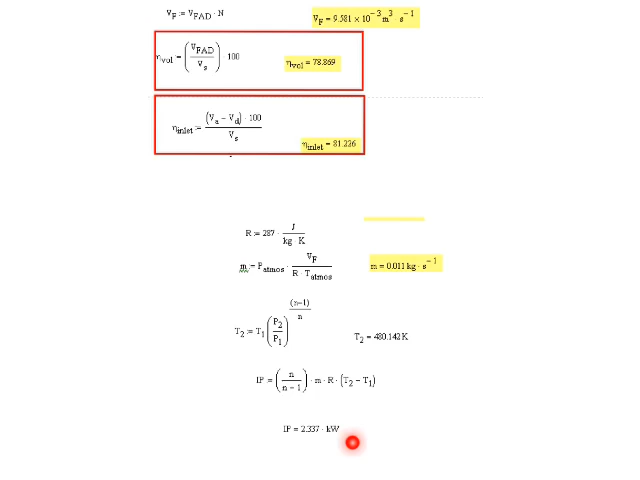 V_F := V_FAD · N    V_F = 9.581 × 10^-3 m^3 s^-1
η_vol := (V_FAD / V_s) · 100    η_vol = 78.869
η_inlet := (V_a − V_d) · 100 / V_s    η_inlet = 81.226
R := 287 · J / (kg · K)
m := P_atmos · V_F / (R · T_atmos)    m = 0.011 kg · s^-1
T_2 := T_1 (P_2 / P_1)^((n−1)/n)    T_2 = 480.142 K
IP = (n / (n − 1)) · m · R · (T_2 − T_1)
IP = 2.337 · kW